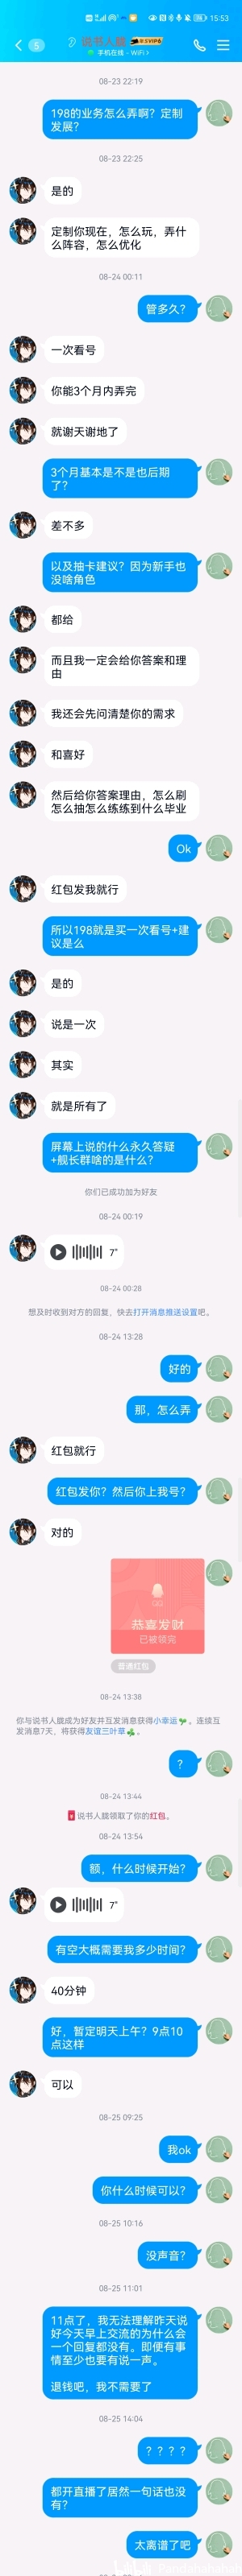 15:53
5
说书人靓
SVIP6
手机在线 - WiFi
08-23 22:19
198的业务怎么弄啊？定制
发展？
08-23 22:25
是的
定制你现在，怎么玩，弄什
么阵容，怎么优化
08-24 00:11
管多久？
一次看号
你能3个月内弄完
就谢天谢地了
3个月基本是不是也后期
了？
差不多
以及抽卡建议？因为新手也
没啥角色
都给
而且我一定会给你答案和理
由
我还会先问清楚你的需求
和喜好
然后给你答案理由，怎么刷
怎么抽怎么练练到什么毕业
Ok
红包发我就行
所以198就是买一次看号+建
议是么
是的
说是一次
其实
就是所有了
屏幕上说的什么永久答疑
+舰长群啥的是什么？
你们已成功加为好友
08-24 00:19
7"
08-24 00:28
想及时收到对方的回复，快去打开消息推送设置吧。
08-24 13:28
好的
那，怎么弄
红包就行
红包发你？然后你上我号？
对的
恭喜发财
已被领完
普通红包
08-24 13:38
你与说书人靓成为好友并互发消息获得小幸运。连续互
发消息7天，将获得友谊三叶草。
？
08-24 13:44
说书人靓领取了你的红包。
08-24 13:54
额，什么时候开始？
7"
有空大概需要我多少时间？
40分钟
好，暂定明天上午？9点10
点这样
可以
08-25 09:25
我ok
你什么时候可以？
08-25 10:16
没声音？
08-25 11:01
11点了，我无法理解昨天说
好今天早上交流的为什么会
一个回复都没有。即便有事
情至少也要有说一声。
退钱吧，我不需要了
08-25 14:04
？？？？
都开直播了居然一句话也没
有？
太离谱了吧